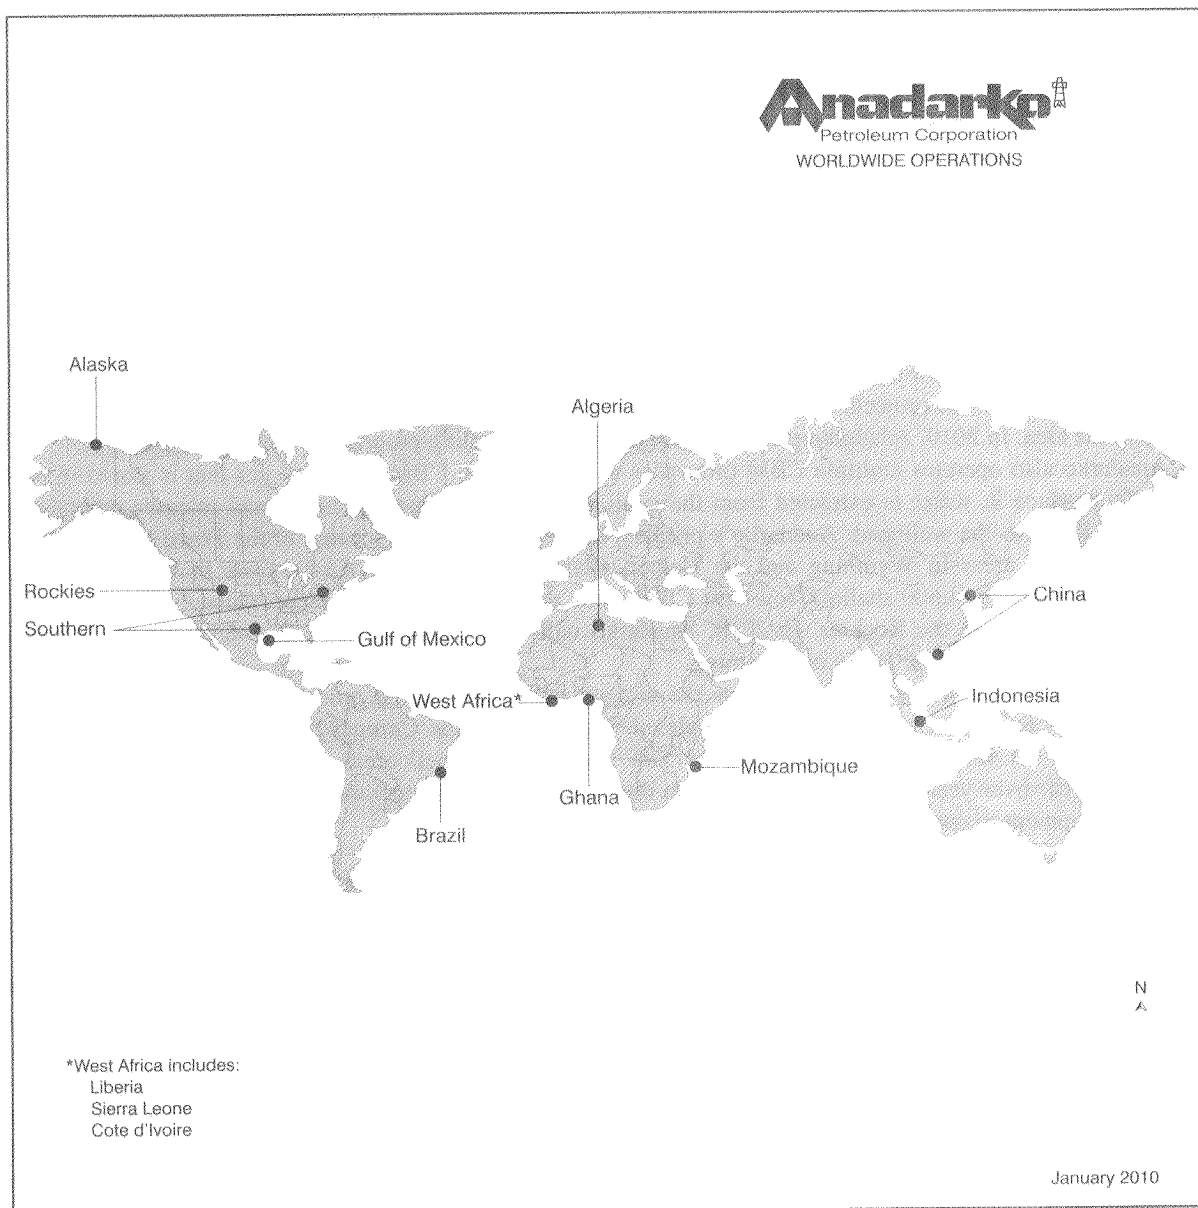 Anadarko
Petroleum Corporation
WORLDWIDE OPERATIONS
Alaska
Algeria
Rockies
China
Southern
Gulf of Mexico
West Africa*
Indonesia
Mozambique
Ghana
Brazil
N
*West Africa includes:
Liberia
Sierra Leone
Cote d'Ivoire
January 2010